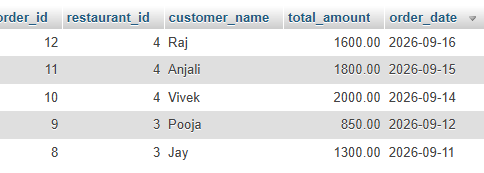 order_id restaurant_id customer_name total_amount order_date
12 4 Raj 1600.00 2026-09-16
11 4 Anjali 1800.00 2026-09-15
10 4 Vivek 2000.00 2026-09-14
9 3 Pooja 850.00 2026-09-12
8 3 Jay 1300.00 2026-09-11